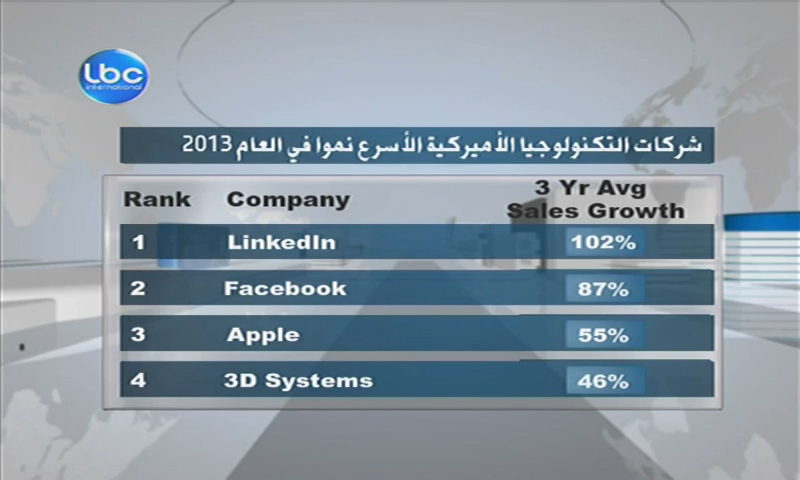 Lbc
international
شركات التكنولوجيا الأميركية الأسرع نموا في العام 2013
Rank Company 3 Yr Avg Sales Growth
1 LinkedIn 102%
2 Facebook 87%
3 Apple 55%
4 3D Systems 46%